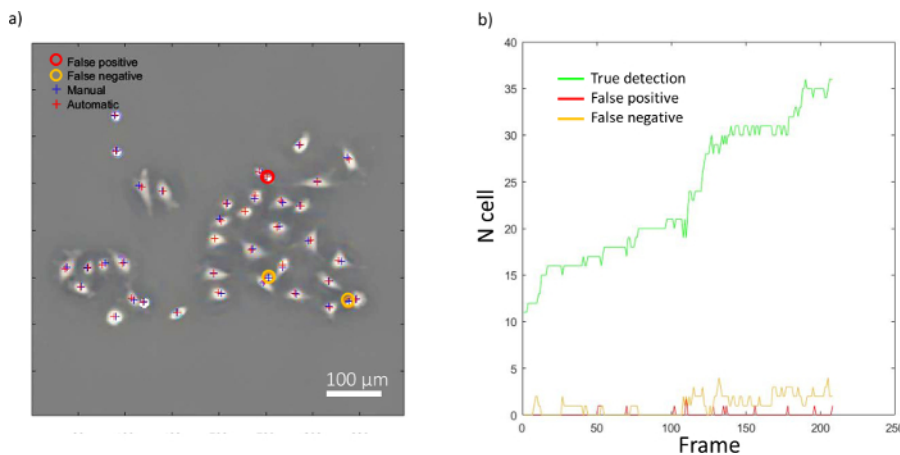 a)
False positive
False negative
Manual
Automatic
100 µm
b)
40
35
30
25
20
15
10
5
0
N cell
True detection
False positive
False negative
0 50 100 150 200 250
Frame